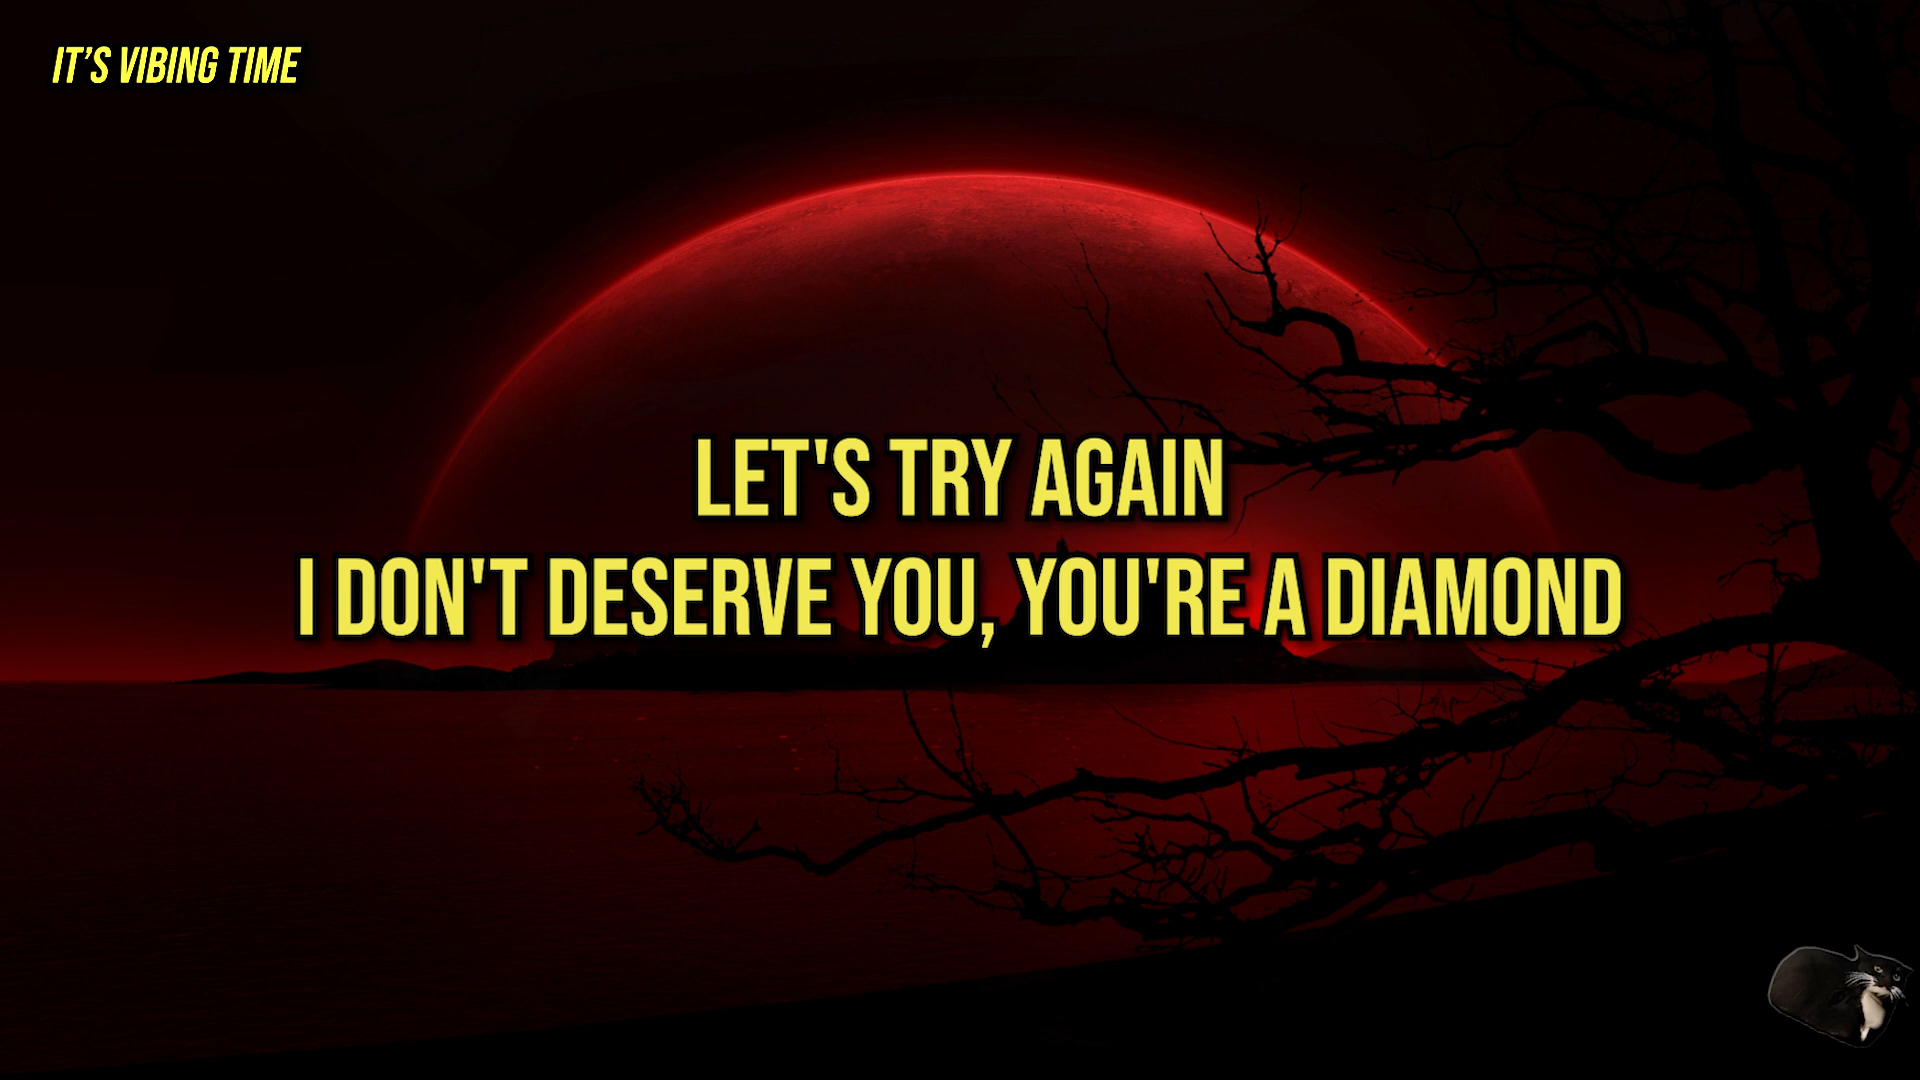 IT’S VIBING TIME
LET'S TRY AGAIN
I DON'T DESERVE YOU, YOU'RE A DIAMOND